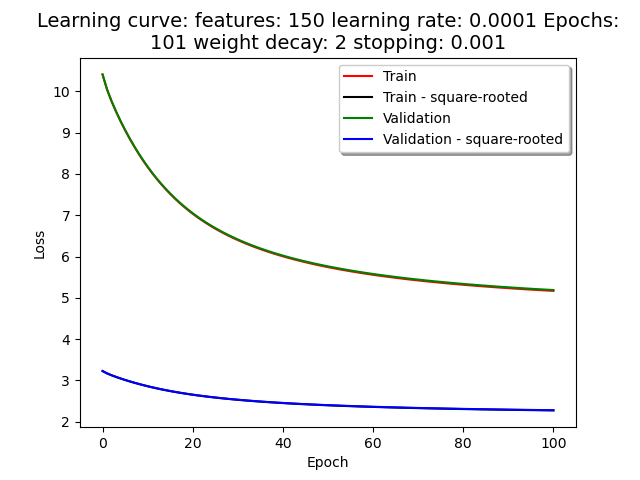 Learning curve: features: 150 learning rate: 0.0001 Epochs:
101 weight decay: 2 stopping: 0.001
Train
Train - square-rooted
Validation
Validation - square-rooted
10
9
8
7
6
5
4
3
2
Loss
0 20 40 60 80 100
Epoch